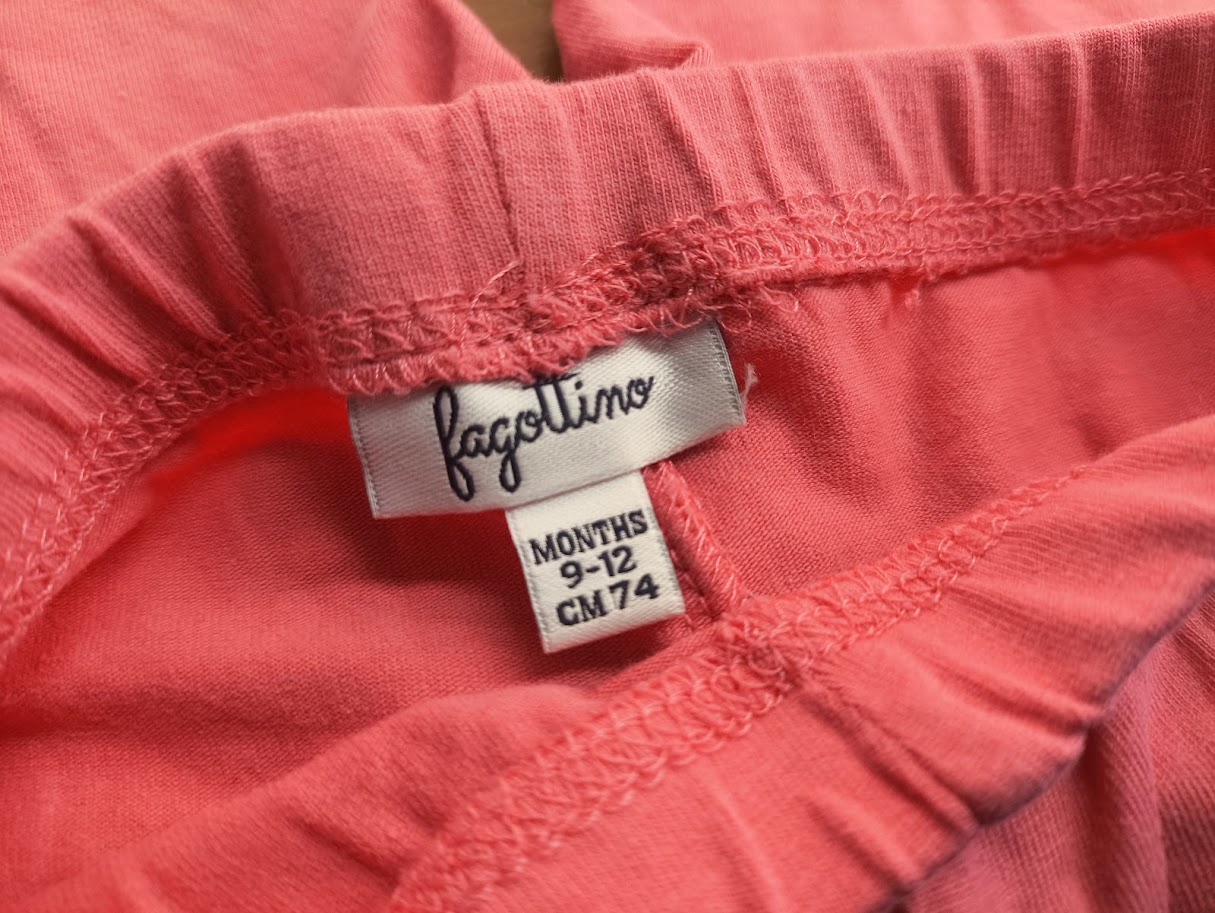 fagottino
MONTHS
9-12
CM 74